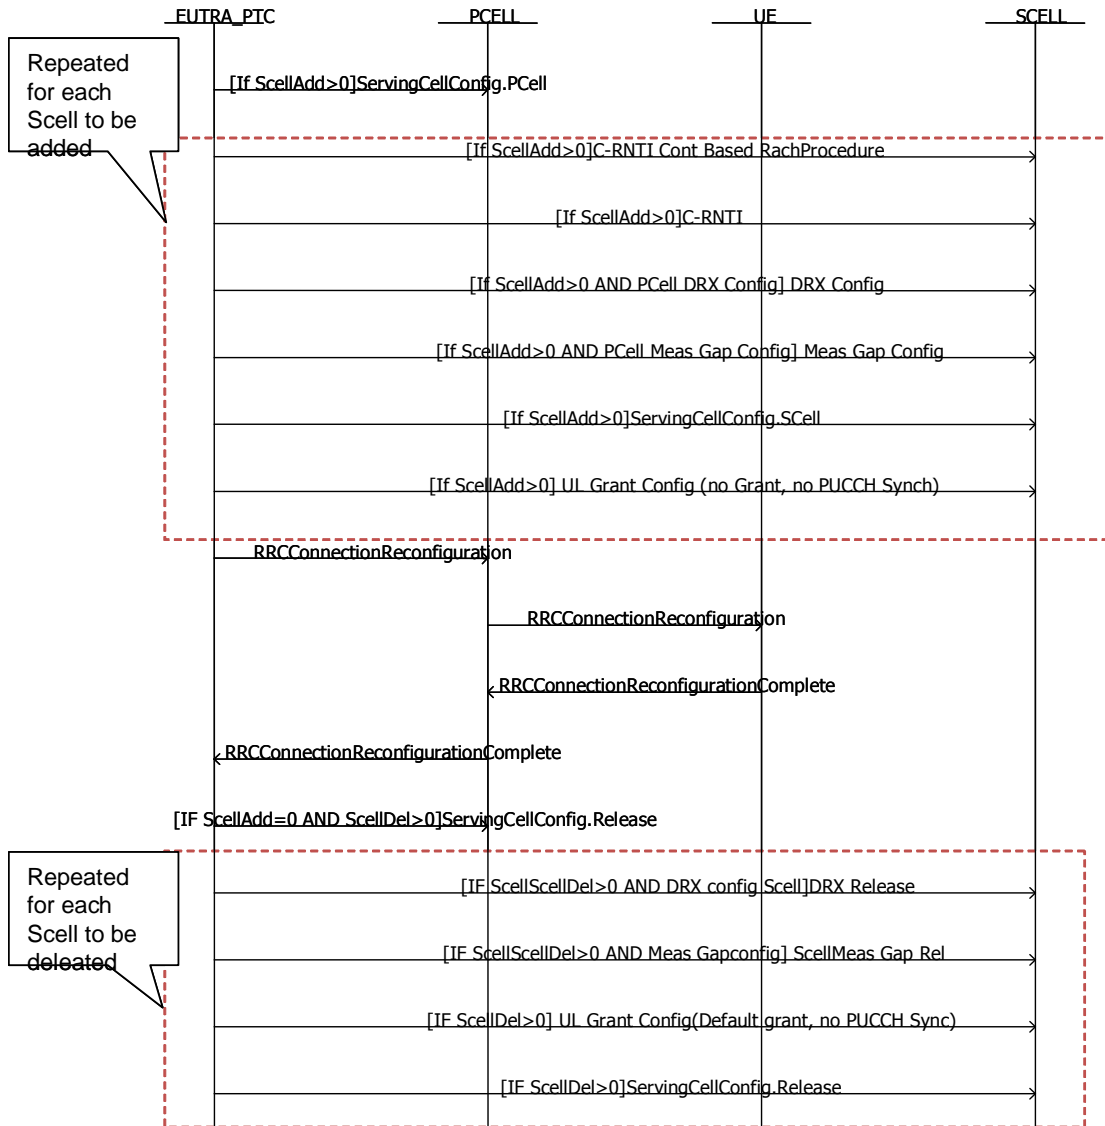 EUTRA_PTC PCELL UE SCELL
Repeated
for each
Scell to be
added
[If ScellAdd>0]ServingCellConfig.PCell
[If ScellAdd>0]C-RNTI Cont Based RachProcedure
[If ScellAdd>0]C-RNTI
[If ScellAdd>0 AND PCell DRX Config] DRX Config
[If ScellAdd>0 AND PCell Meas Gap Config] Meas Gap Config
[If ScellAdd>0]ServingCellConfig.SCell
[If ScellAdd>0] UL Grant Config (no Grant, no PUCCH Synch)
RRCConnectionReconfiguration
RRCConnectionReconfiguration
RRCConnectionReconfigurationComplete
RRCConnectionReconfigurationComplete
[IF ScellAdd=0 AND ScellDel>0]ServingCellConfig.Release
Repeated
for each
Scell to be
deleated
[IF ScellScellDel>0 AND DRX config Scell]DRX Release
[IF ScellScellDel>0 AND Meas Gapconfig] ScellMeas Gap Rel
[IF ScellDel>0] UL Grant Config(Default grant, no PUCCH Sync)
[IF ScellDel>0]ServingCellConfig.Release